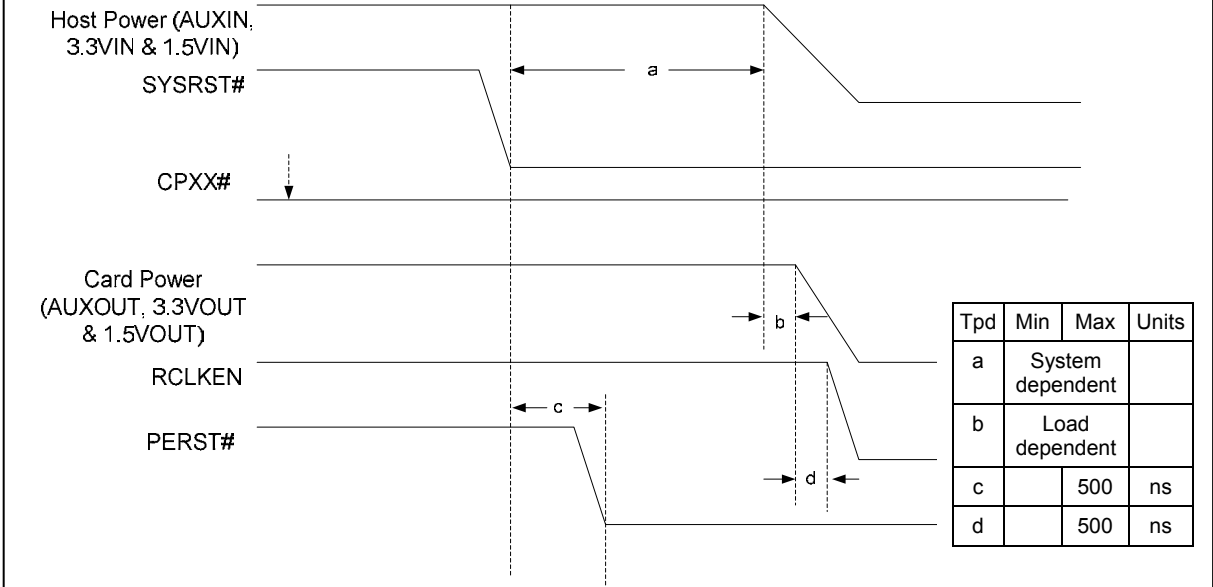 Host Power (AUXIN,
3.3VIN & 1.5VIN)
SYSRST#
a
CPXX#
Card Power
(AUXOUT, 3.3VOUT
& 1.5VOUT)
b
RCLKEN
c
PERST#
d
Tpd Min Max Units
a System
dependent
b Load
dependent
c 500 ns
d 500 ns